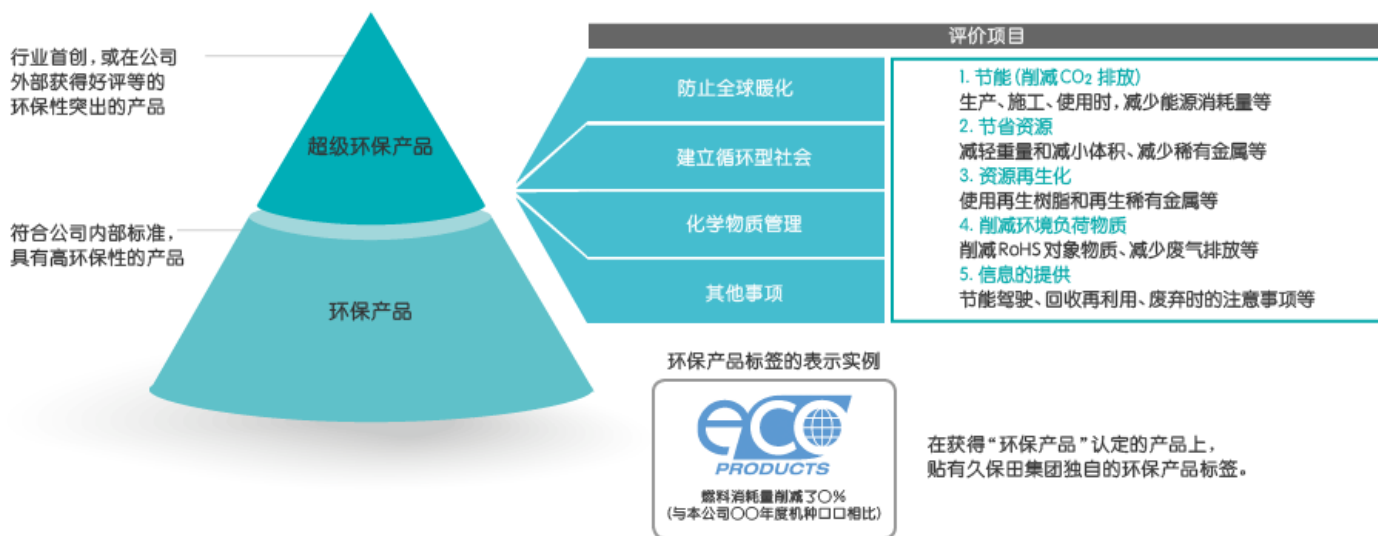 行业首创，或在公司
外部获得好评等的
环保性突出的产品
超级环保产品
符合公司内部标准，
具有高环保性的产品
环保产品
评价项目
防止全球暖化
建立循环型社会
化学物质管理
其他事项
1. 节能(削减CO₂ 排放)
生产、施工、使用时，减少能源消耗量等
2. 节省资源
减轻重量和减小体积、减少稀有金属等
3. 资源再生化
使用再生树脂和再生稀有金属等
4. 削减环境负荷物质
削减RoHS对象物质、减少废气排放等
5. 信息的提供
节能驾驶、回收再利用、废弃时的注意事项等
环保产品标签的表示实例
eco
PRODUCTS
燃料消耗量削减了〇%
(与本公司〇〇年度机种口口相比)
在获得“环保产品”认定的产品上，
贴有久保田集团独自的环保产品标签。